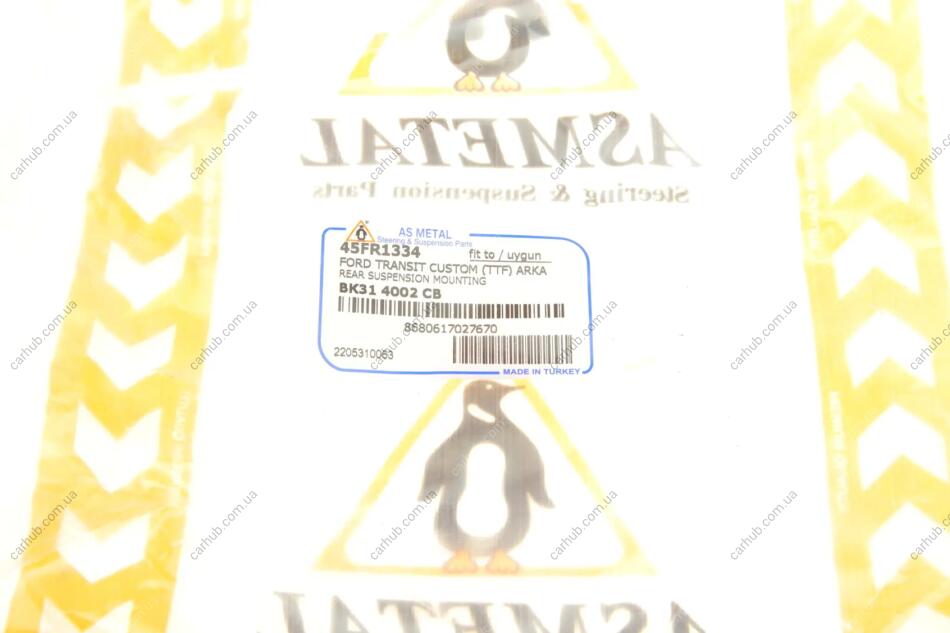 ASMETAL
Steering & Suspension Parts
AS METAL
Steering & Suspension Parts
45FR1334 fit to / uygun
FORD TRANSIT CUSTOM (TTF) ARKA
REAR SUSPENSION MOUNTING
BK31 4002 CB
8680617027670
2205310063
MADE IN TURKEY
ASMETAL
carhub.com.ua